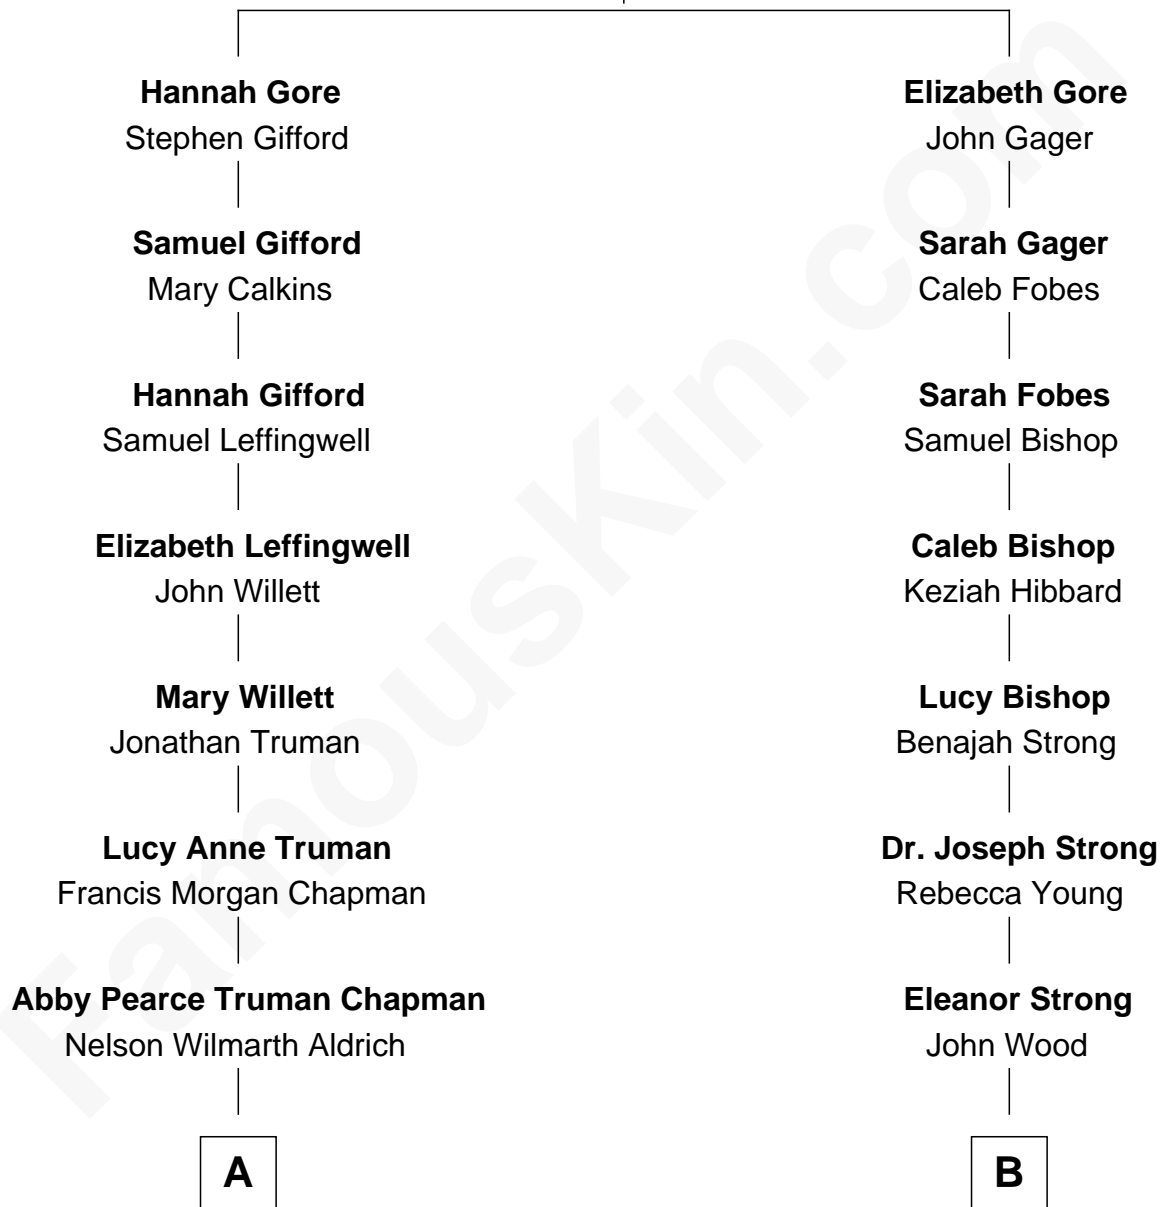 Hannah Gore
Stephen Gifford
Elizabeth Gore
John Gager
Samuel Gifford
Mary Calkins
Sarah Gager
Caleb Fobes
Hannah Gifford
Samuel Leffingwell
Sarah Fobes
Samuel Bishop
Elizabeth Leffingwell
John Willett
Caleb Bishop
Keziah Hibbard
Mary Willett
Jonathan Truman
Lucy Bishop
Benajah Strong
Lucy Anne Truman
Francis Morgan Chapman
Dr. Joseph Strong
Rebecca Young
Abby Pearce Truman Chapman
Nelson Wilmarth Aldrich
Eleanor Strong
John Wood
A
B
FamousKin.com